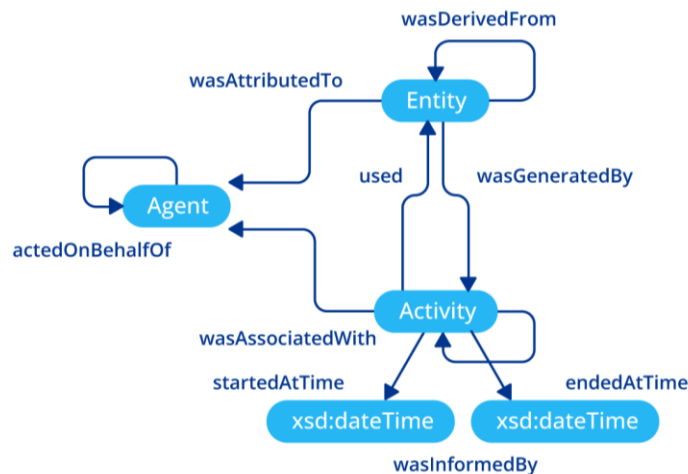 wasDerivedFrom
wasAttributedTo
Entity
used
wasGeneratedBy
Agent
actedOnBehalfOf
Activity
wasAssociatedWith
startedAtTime
endedAtTime
xsd:dateTime
xsd:dateTime
wasInformedBy